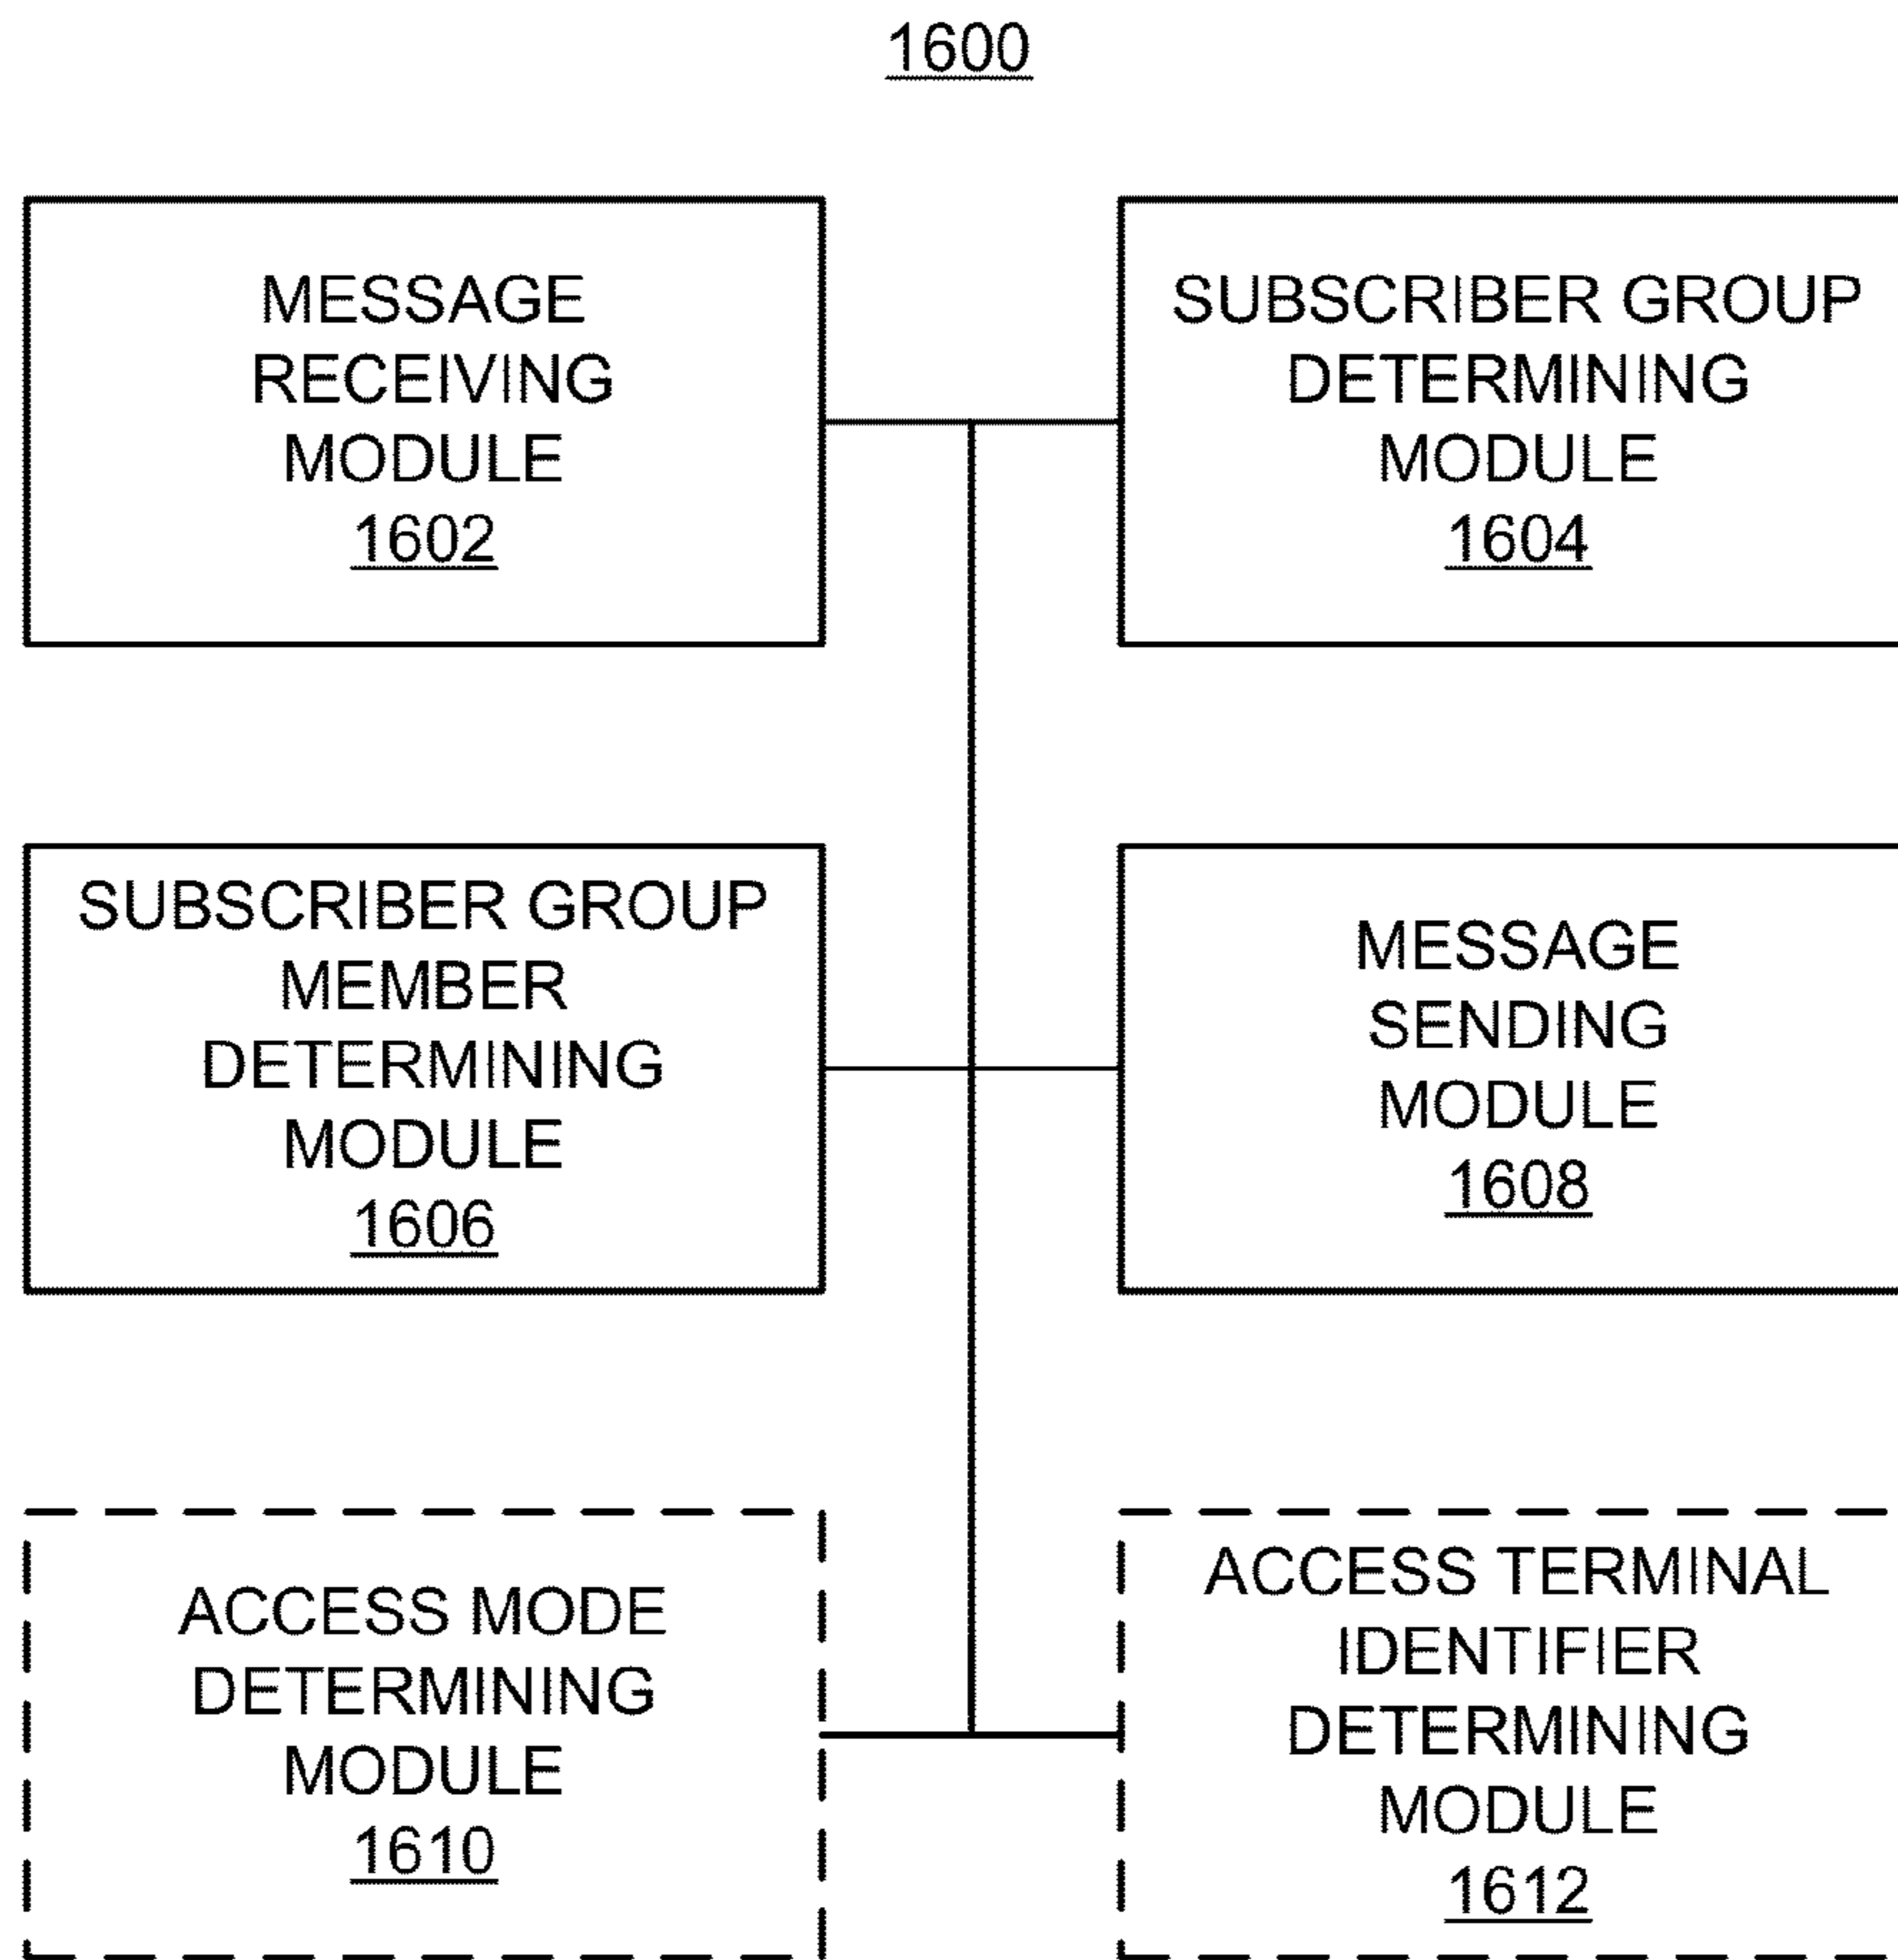 1600
MESSAGE
RECEIVING
MODULE
1602
SUBSCRIBER GROUP
DETERMINING
MODULE
1604
SUBSCRIBER GROUP
MEMBER
DETERMINING
MODULE
1606
MESSAGE
SENDING
MODULE
1608
ACCESS MODE
DETERMINING
MODULE
1610
ACCESS TERMINAL
IDENTIFIER
DETERMINING
MODULE
1612